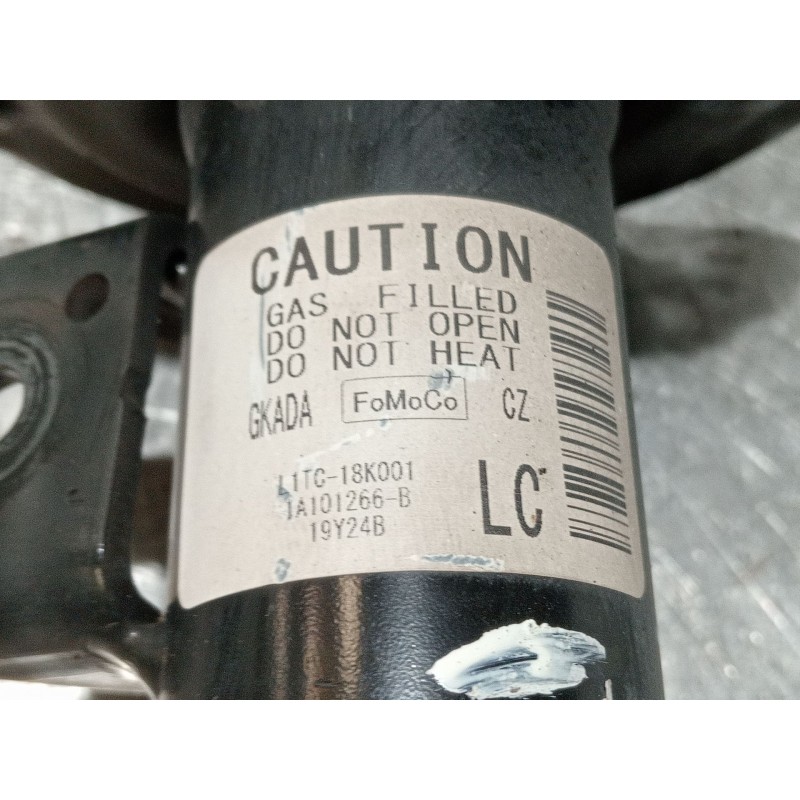 CAUTION
GAS FILLED
DO NOT OPEN
DO NOT HEAT
GKADA FoMoCo CZ
L1TC-18K001
1A101266-B
19Y24B
LC